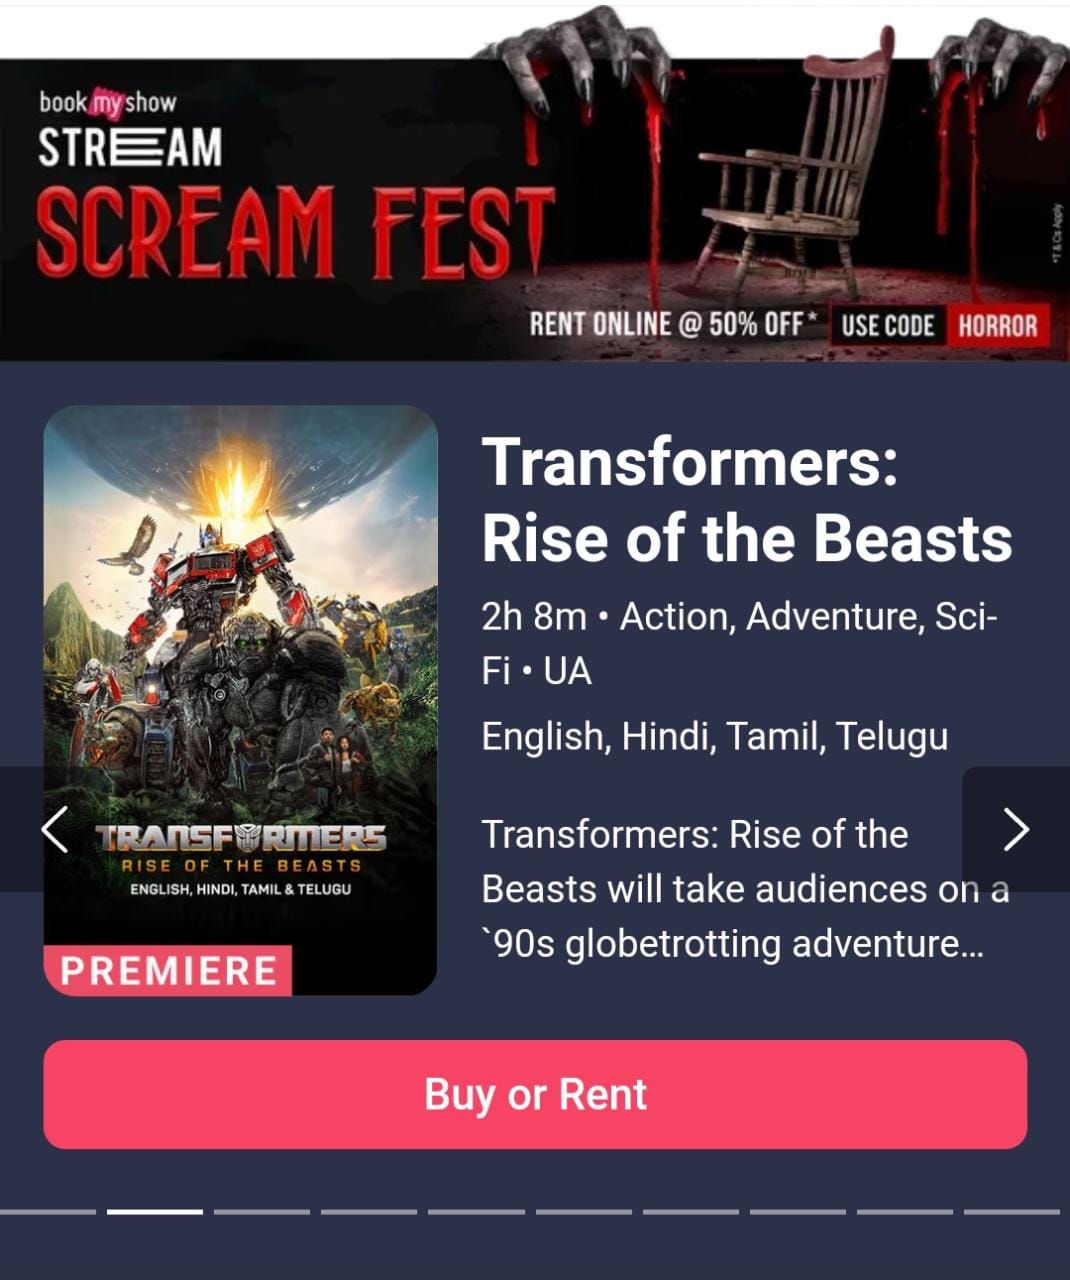 book my show
STREAM
SCREAM FEST
*T & Cs Apply
RENT ONLINE @ 50% OFF* USE CODE HORROR
Transformers:
Rise of the Beasts
2h 8m • Action, Adventure, Sci-
Fi • UA
English, Hindi, Tamil, Telugu
Transformers: Rise of the
Beasts will take audiences on a
`90s globetrotting adventure...
TRANSFORMERS
RISE OF THE BEASTS
ENGLISH, HINDI, TAMIL & TELUGU
PREMIERE
Buy or Rent